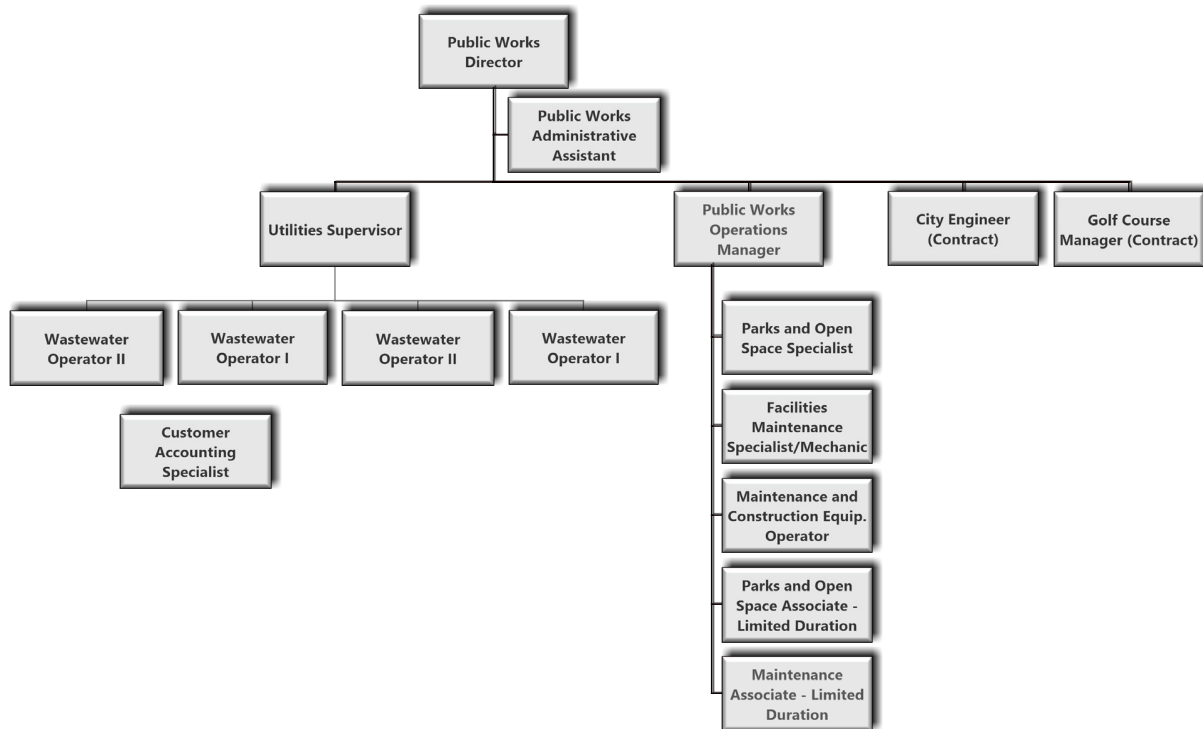 Public Works
Director
Public Works
Administrative
Assistant
Utilities Supervisor
Public Works
Operations
Manager
City Engineer
(Contract)
Golf Course
Manager (Contract)
Wastewater
Operator II
Wastewater
Operator I
Wastewater
Operator II
Wastewater
Operator I
Customer
Accounting
Specialist
Parks and Open
Space Specialist
Facilities
Maintenance
Specialist/Mechanic
Maintenance and
Construction Equip.
Operator
Parks and Open
Space Associate -
Limited Duration
Maintenance
Associate - Limited
Duration